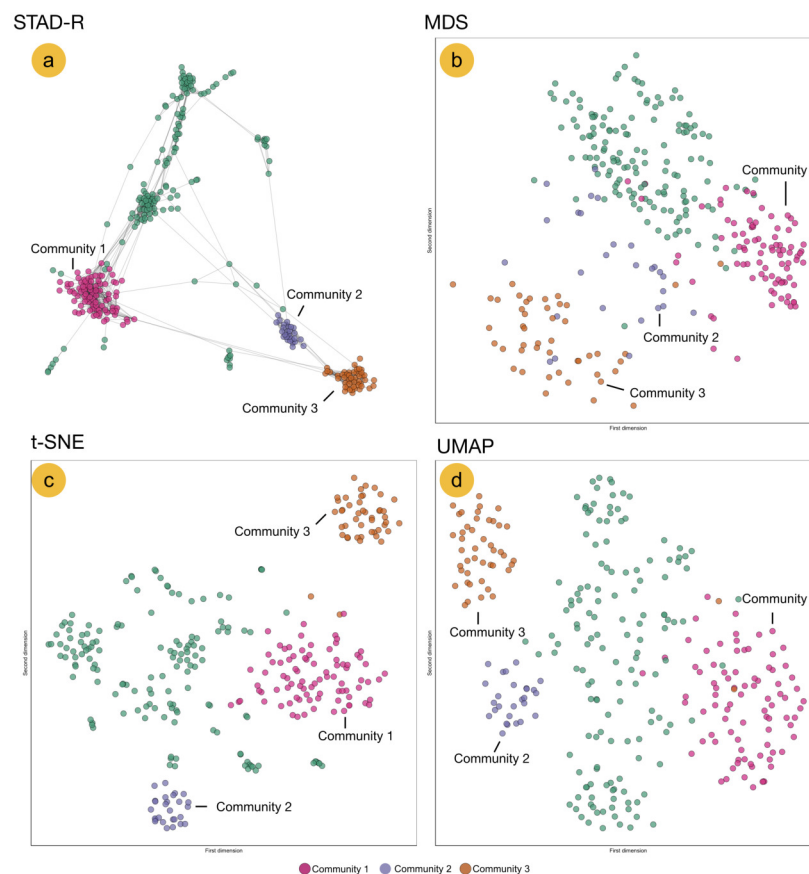 STAD-R
a
Community 1
Community 2
Community 3
MDS
b
Community
Community 2
Community 3
Second dimension
First dimension
t-SNE
c
Community 3
Community 1
Community 2
Second dimension
First dimension
UMAP
d
Community
Community 3
Community 2
Second dimension
First dimension
Community 1 Community 2 Community 3